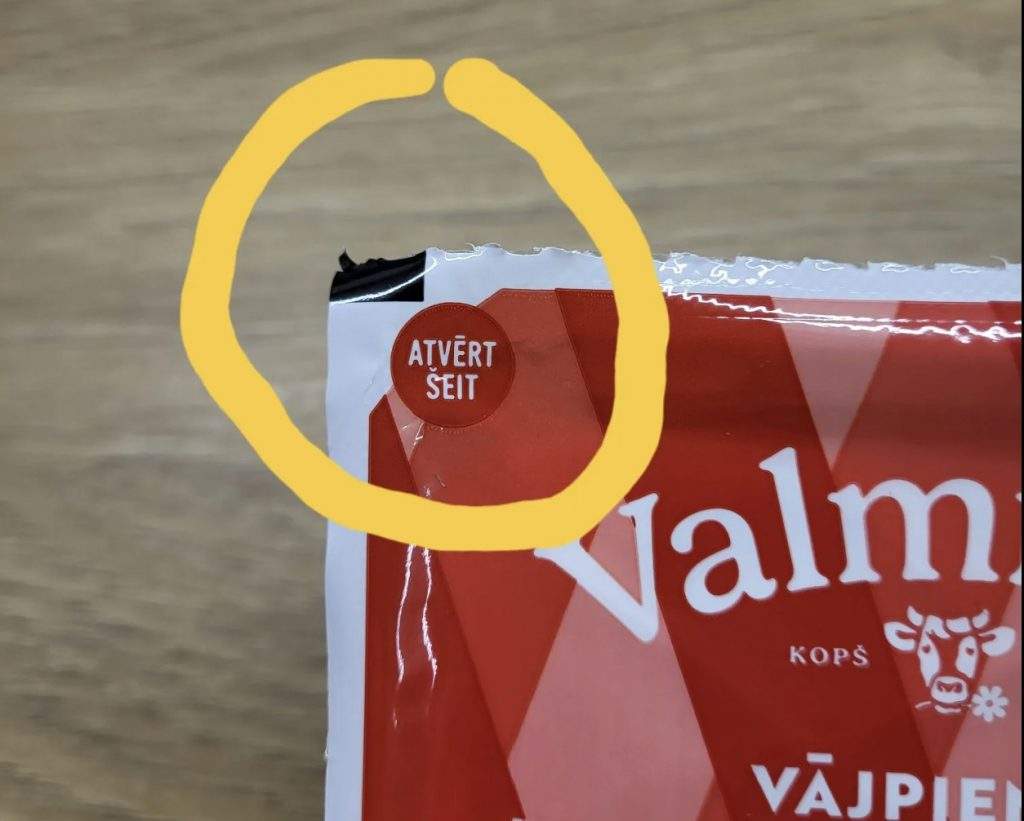 ATVĒRT
ŠEIT
Valm
KOPŠ
VĀJPIEN